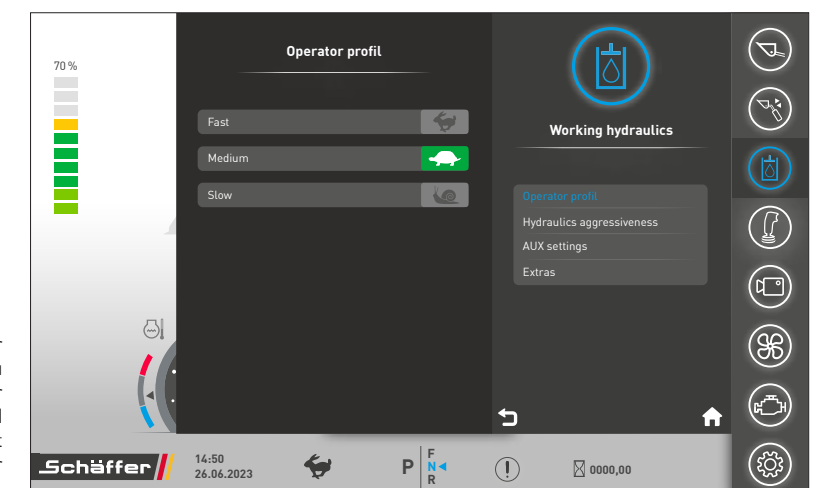 70 %
Operator profil
Fast
Medium
Slow
Working hydraulics
Operator profil
Hydraulics aggressiveness
AUX settings
Extras
Schäffer
14:50
26.06.2023
P
F
N
R
0000,00